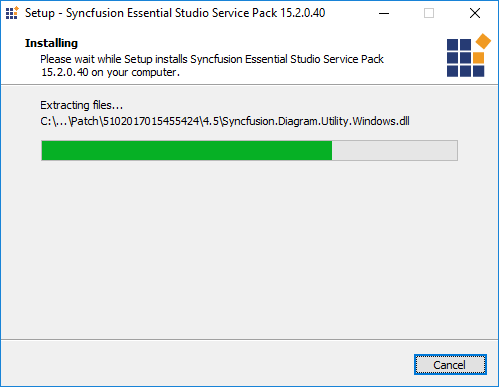 Setup - Syncfusion Essential Studio Service Pack 15.2.0.40
Installing
Please wait while Setup installs Syncfusion Essential Studio Service Pack
15.2.0.40 on your computer.
Extracting files...
C:\...\Patch\5102017015455424\4.5\Syncfusion.Diagram.Utility.Windows.dll
Cancel